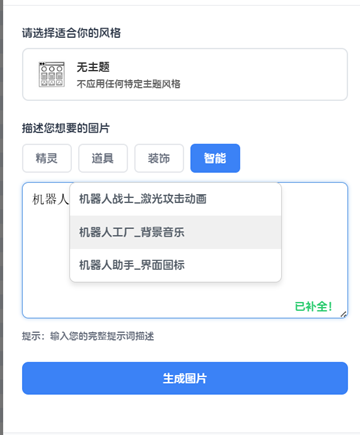 请选择适合你的风格
无主题
不应用任何特定主题风格
描述您想要的图片
精灵 道具 装饰 智能
机器人
机器人战士_激光攻击动画
机器人工厂_背景音乐
机器人助手_界面图标
已补全！
提示：输入您的完整提示词描述
生成图片